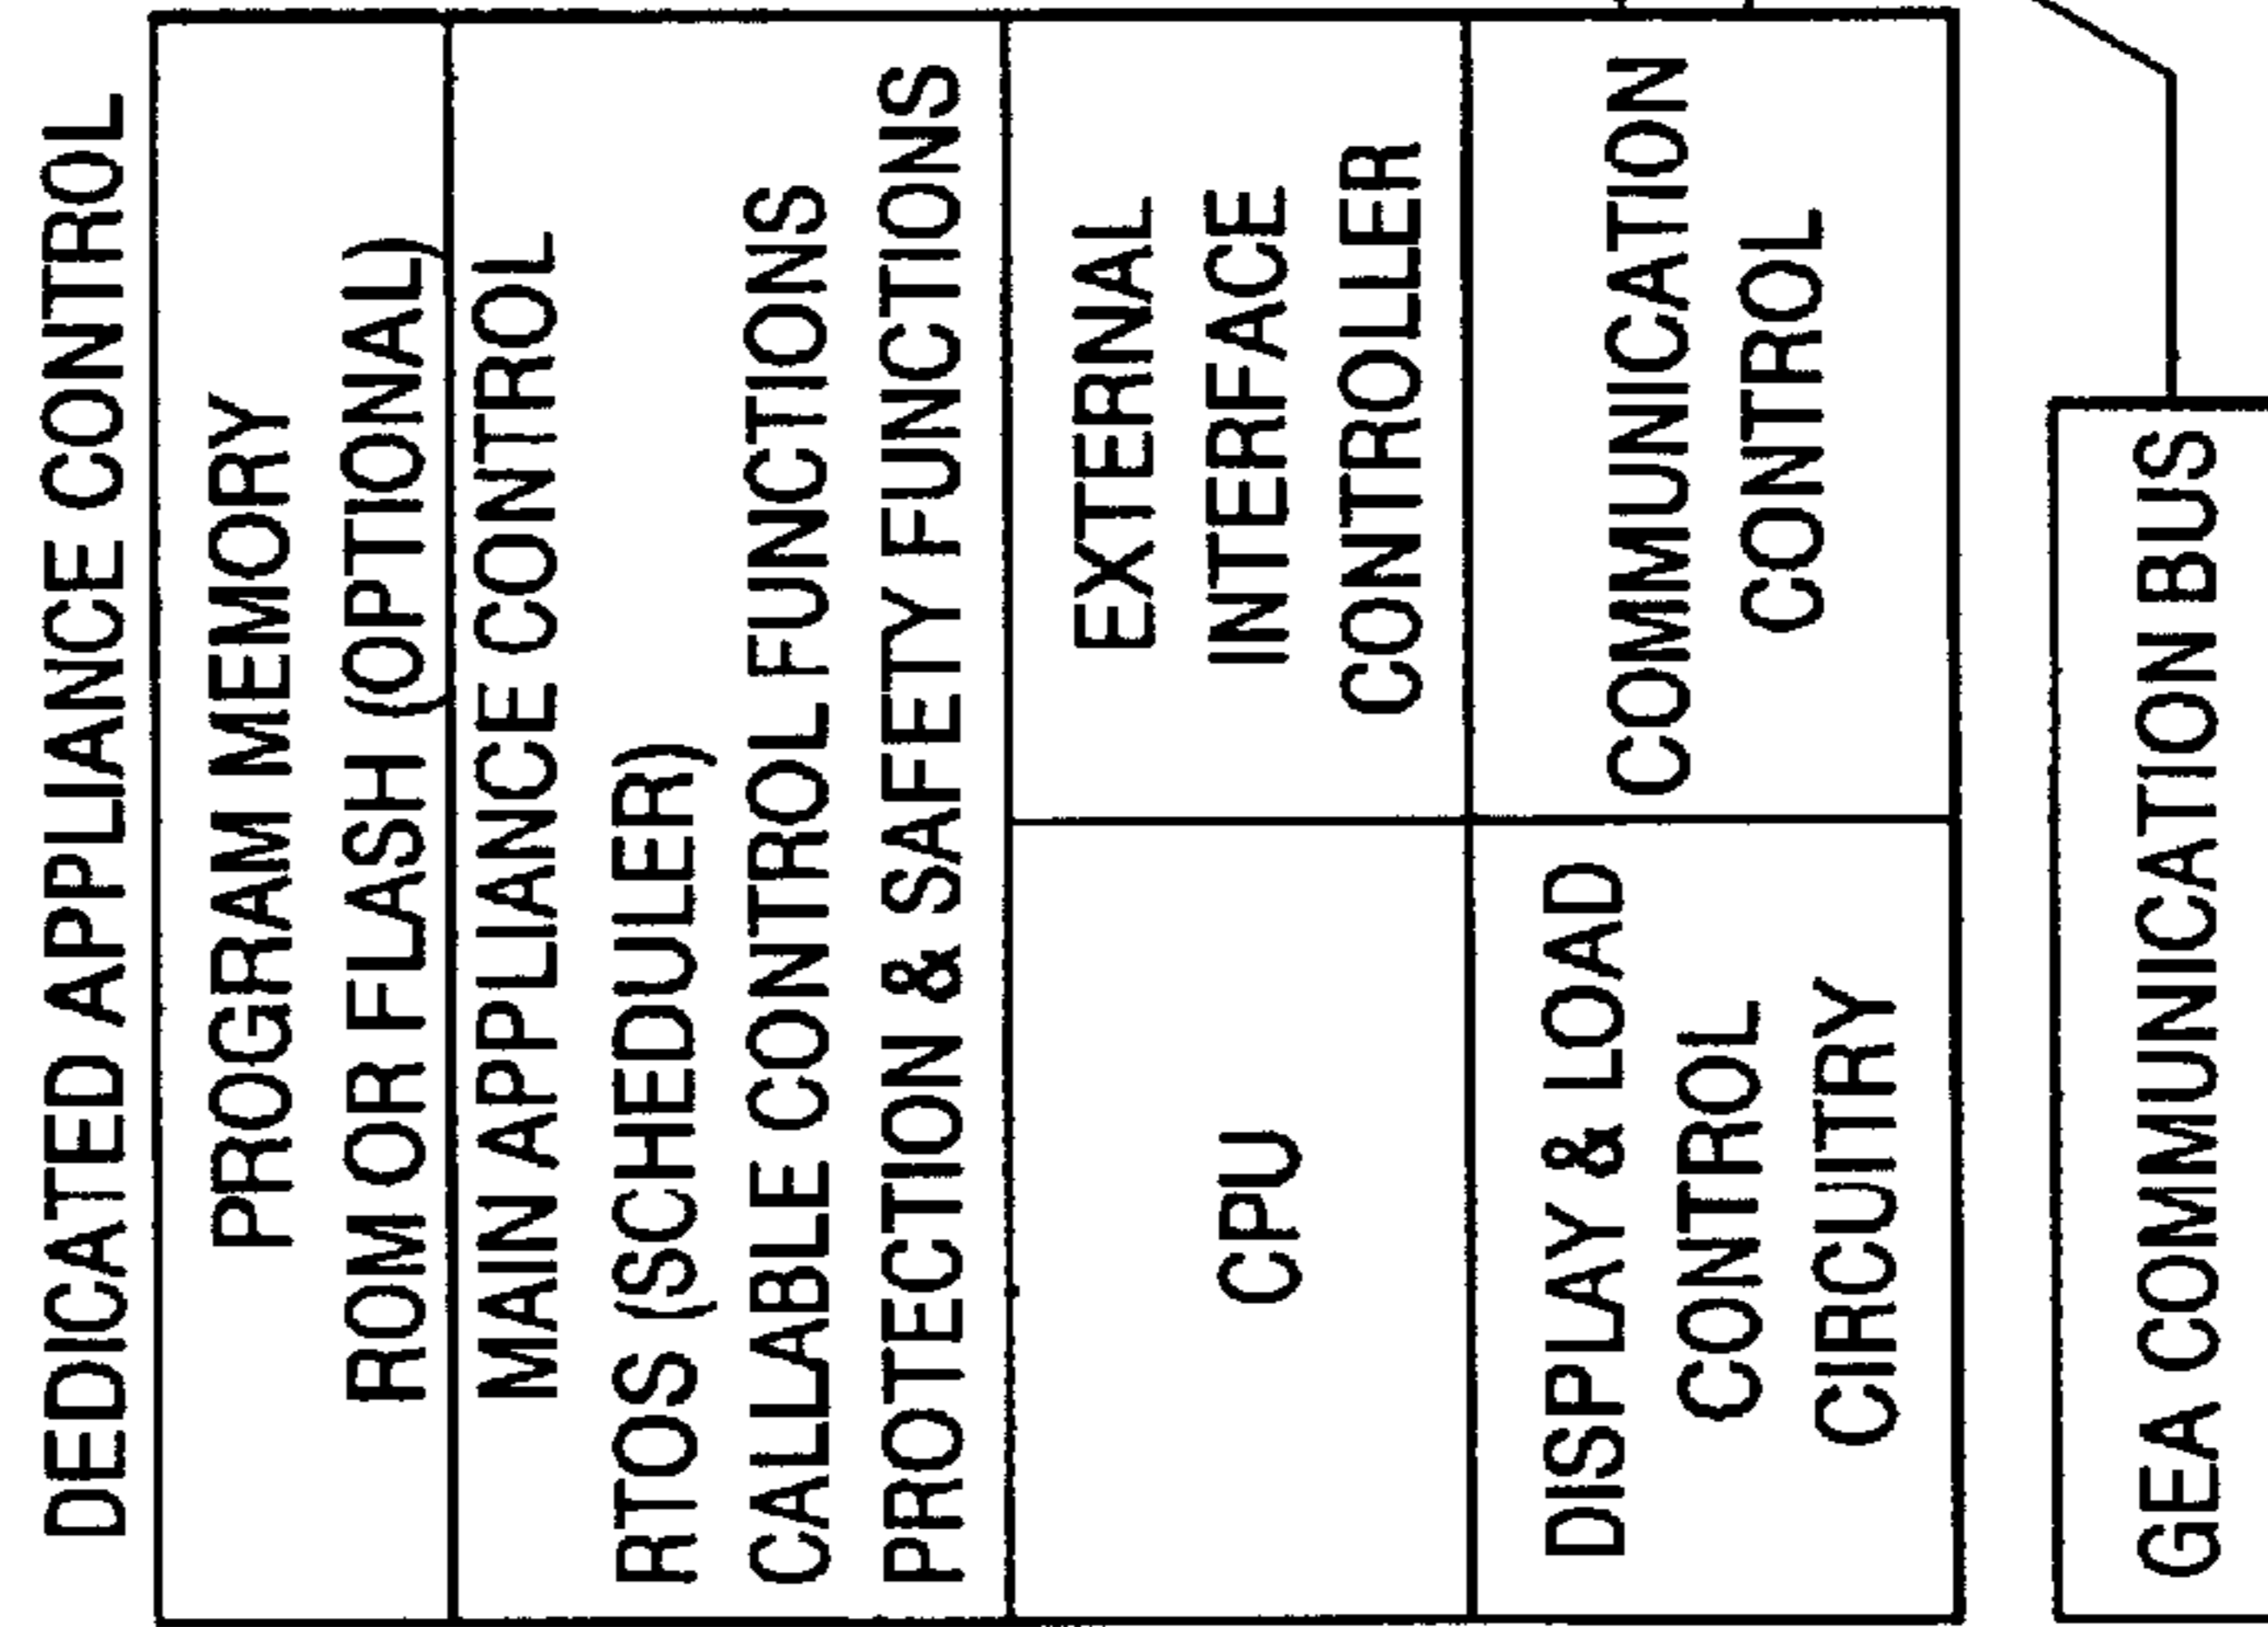 DEDICATED APPLIANCE CONTROL
PROGRAM MEMORY
ROM OR FLASH (OPTIONAL)
MAIN APPLIANCE CONTROL
RTOS (SCHEDULER)
CALLABLE CONTROL FUNCTIONS
PROTECTION & SAFETY FUNCTIONS
CPU
EXTERNAL
INTERFACE
CONTROLLER
DISPLAY & LOAD
CONTROL
CIRCUITRY
COMMUNICATION
CONTROL
GEA COMMUNICATION BUS